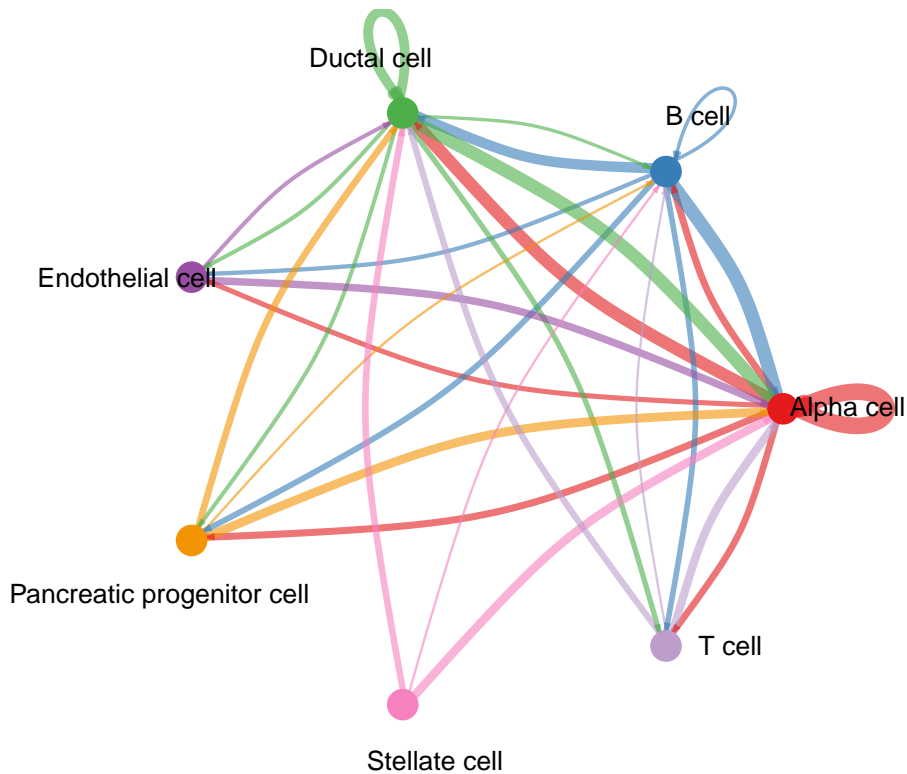 Ductal cell
B cell
Endothelial cell
Alpha cell
Pancreatic progenitor cell
T cell
Stellate cell